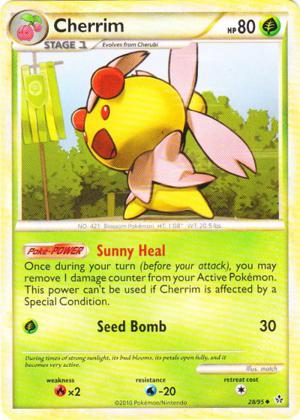 Cherrim HP 80
STAGE 1 Evolves from Cherubi
NO. 421 Blossom Pokémon HT: 1'08" WT: 20.5 lbs.
Poké-POWER Sunny Heal
Once during your turn (before your attack), you may
remove 1 damage counter from your Active Pokémon.
This power can't be used if Cherrim is affected by a
Special Condition.
Seed Bomb 30
During times of strong sunlight, its bud blooms, its petals open fully, and
it becomes very active.
Illus. match
weakness resistance retreat cost
×2 -20
©2010 Pokémon/Nintendo 28/95